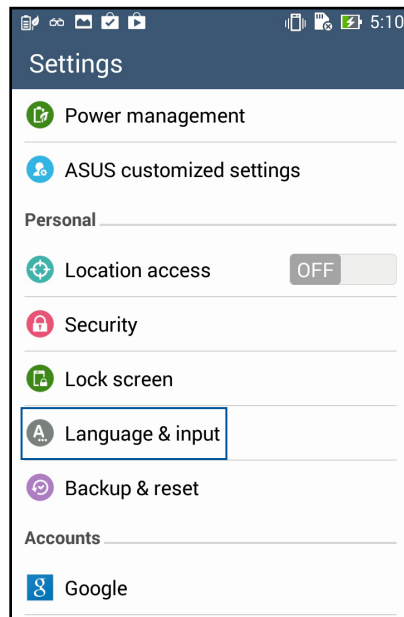 5:10
Settings
Power management
ASUS customized settings
Personal
Location access OFF
Security
Lock screen
A... Language & input
Backup & reset
Accounts
8 Google